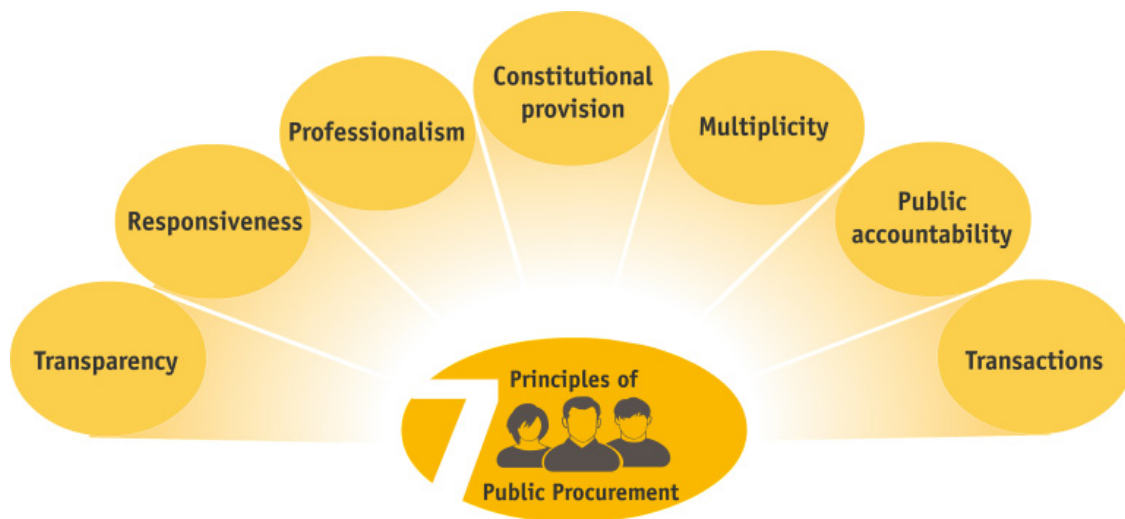 Constitutional
provision
Professionalism
Multiplicity
Responsiveness
Public
accountability
Transparency
Transactions
7
Principles of
Public Procurement